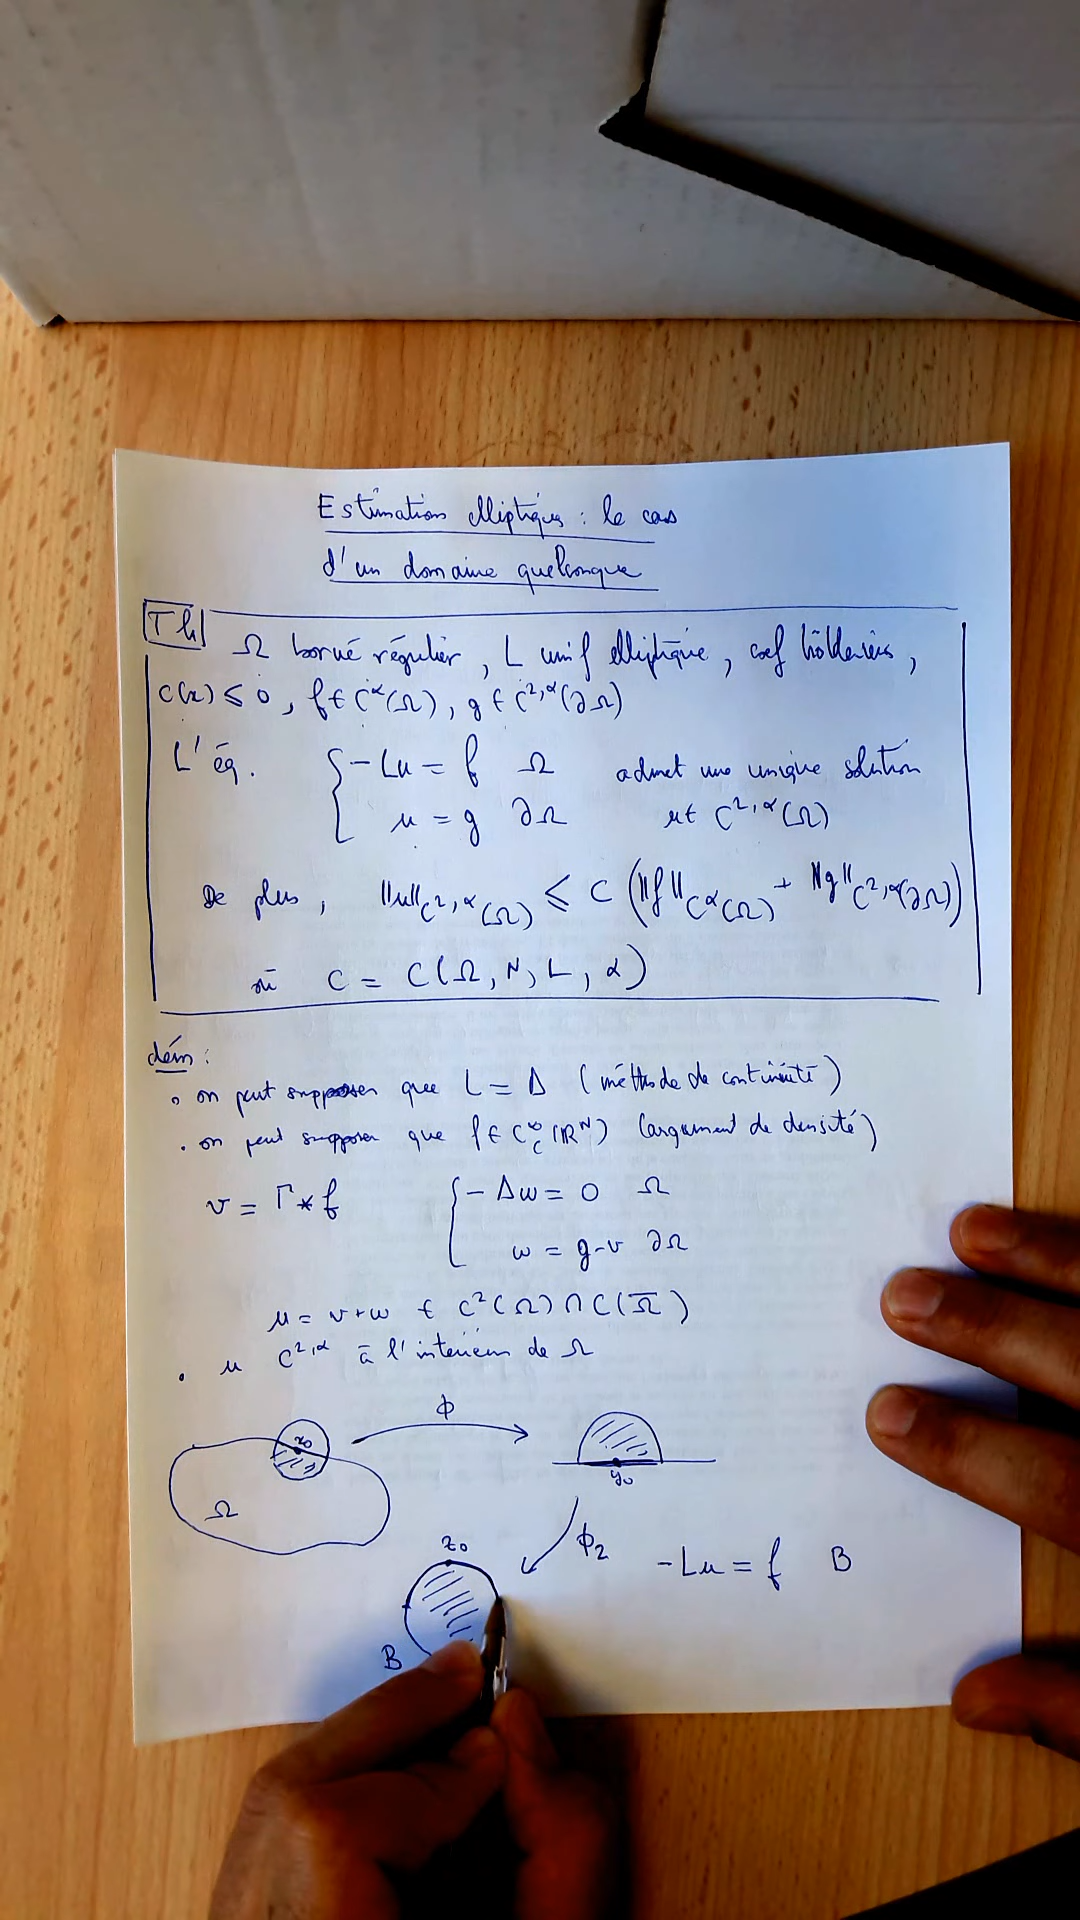 Estimations elliptiques : le cas
d'un domaine quelconque
Th
Ω borné régulier, L unif elliptique, coef höldériens,
c(x) ≤ 0, f ∈ C^α(Ω), g ∈ C^{2,α}(∂Ω)
L'éq. { -Lu = f Ω admet une unique solution
u = g ∂Ω u ∈ C^{2,α}(Ω)
De plus, ||u||_{C^{2,α}(Ω)} ≤ C (||f||_{C^α(Ω)} + ||g||_{C^{2,α}(∂Ω)})
où C = C(Ω, N, L, α)
dém :
• on peut supposer que L = Δ (méthode de continuité)
• on peut supposer que f ∈ C_c^∞(ℝ^N) (argument de densité)
v = Γ * f { -Δw = 0 Ω
w = g-v ∂Ω
u = v+w ∈ C²(Ω) ∩ C(Ω̅)
• u C^{2,α} à l'intérieur de Ω
ϕ
x₀
y₀
Ω
z₀
ϕ₂
-Lu = f B
B